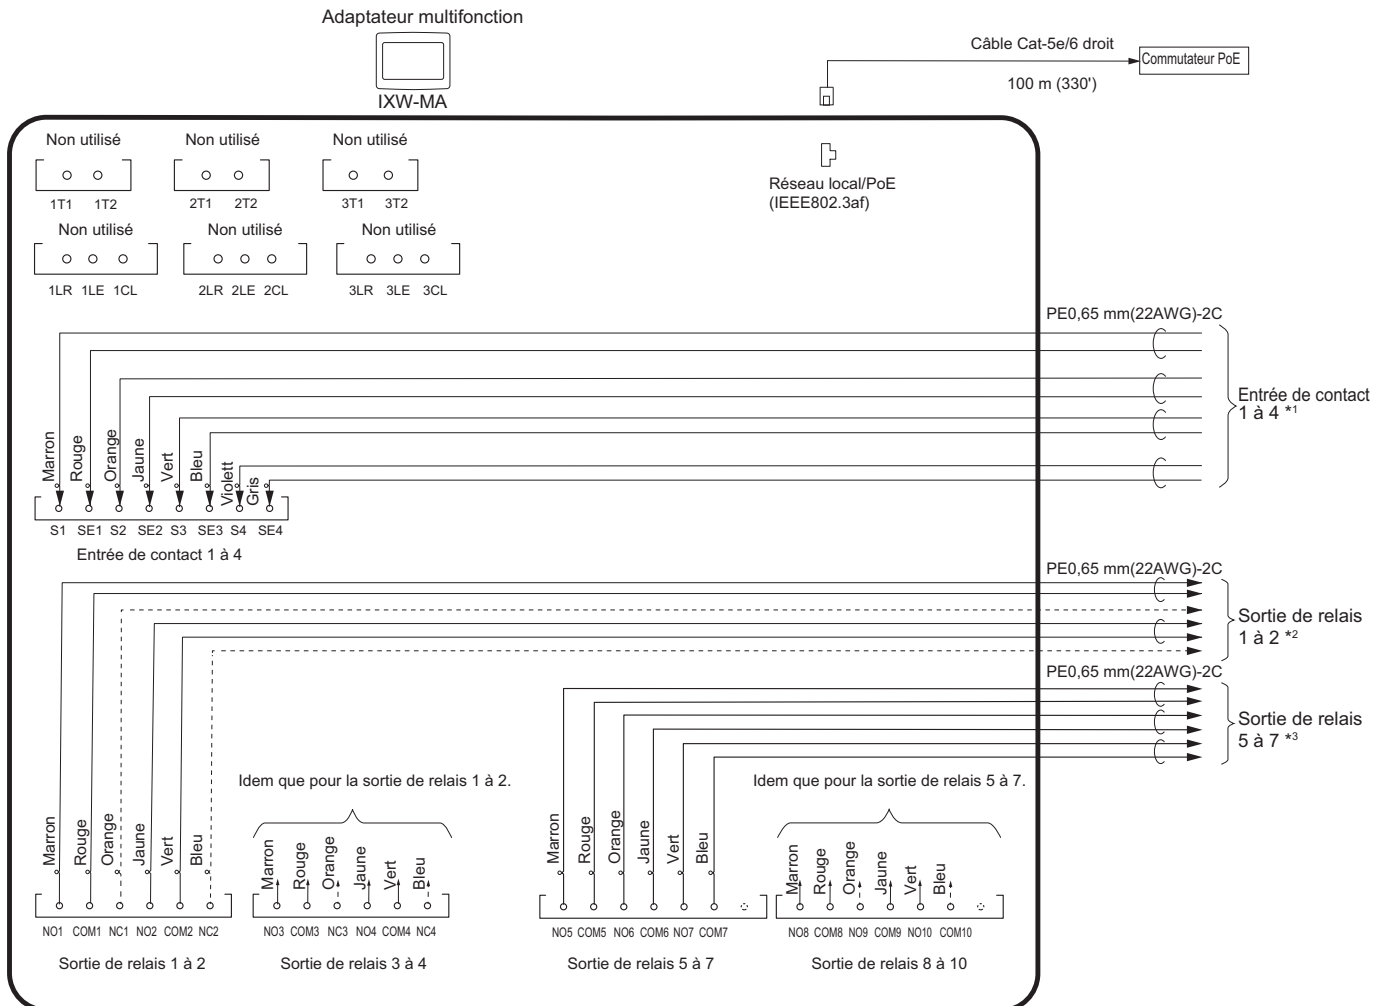 Adaptateur multifonction
IXW-MA
Câble Cat-5e/6 droit
Commutateur PoE
100 m (330')
Non utilisé Non utilisé Non utilisé
1T1 1T2 2T1 2T2 3T1 3T2
Réseau local/PoE
(IEEE802.3af)
Non utilisé Non utilisé Non utilisé
1LR 1LE 1CL 2LR 2LE 2CL 3LR 3LE 3CL
PE0,65 mm(22AWG)-2C
Entrée de contact
1 à 4 *1
Marron Rouge Orange Jaune Vert Bleu Violett Gris
S1 SE1 S2 SE2 S3 SE3 S4 SE4
Entrée de contact 1 à 4
PE0,65 mm(22AWG)-2C
Sortie de relais
1 à 2 *2
PE0,65 mm(22AWG)-2C
Sortie de relais
5 à 7 *3
Idem que pour la sortie de relais 1 à 2.
Idem que pour la sortie de relais 5 à 7.
Marron Rouge Orange Jaune Vert Bleu
Marron Rouge Orange Jaune Vert Bleu
Marron Rouge Orange Jaune Vert Bleu
Marron Rouge Orange Jaune Vert Bleu
NO1 COM1 NC1 NO2 COM2 NC2
NO3 COM3 NC3 NO4 COM4 NC4
NO5 COM5 NO6 COM6 NO7 COM7
NO8 COM8 NO9 COM9 NO10 COM10
Sortie de relais 1 à 2
Sortie de relais 3 à 4
Sortie de relais 5 à 7
Sortie de relais 8 à 10